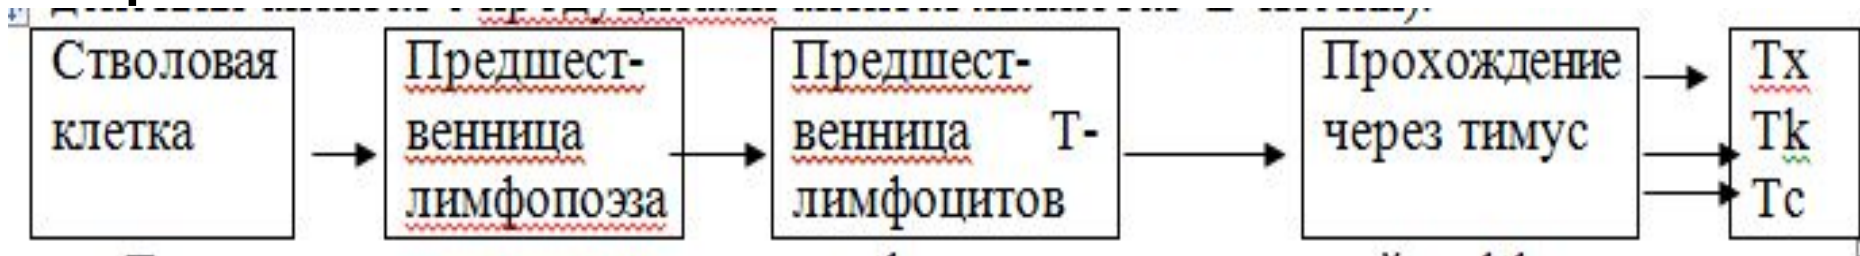 Стволовая
клетка
Предшест-
венница
лимфопоэза
Предшест-
венница Т-
лимфоцитов
Прохождение
через тимус
Тх
Тk
Тс